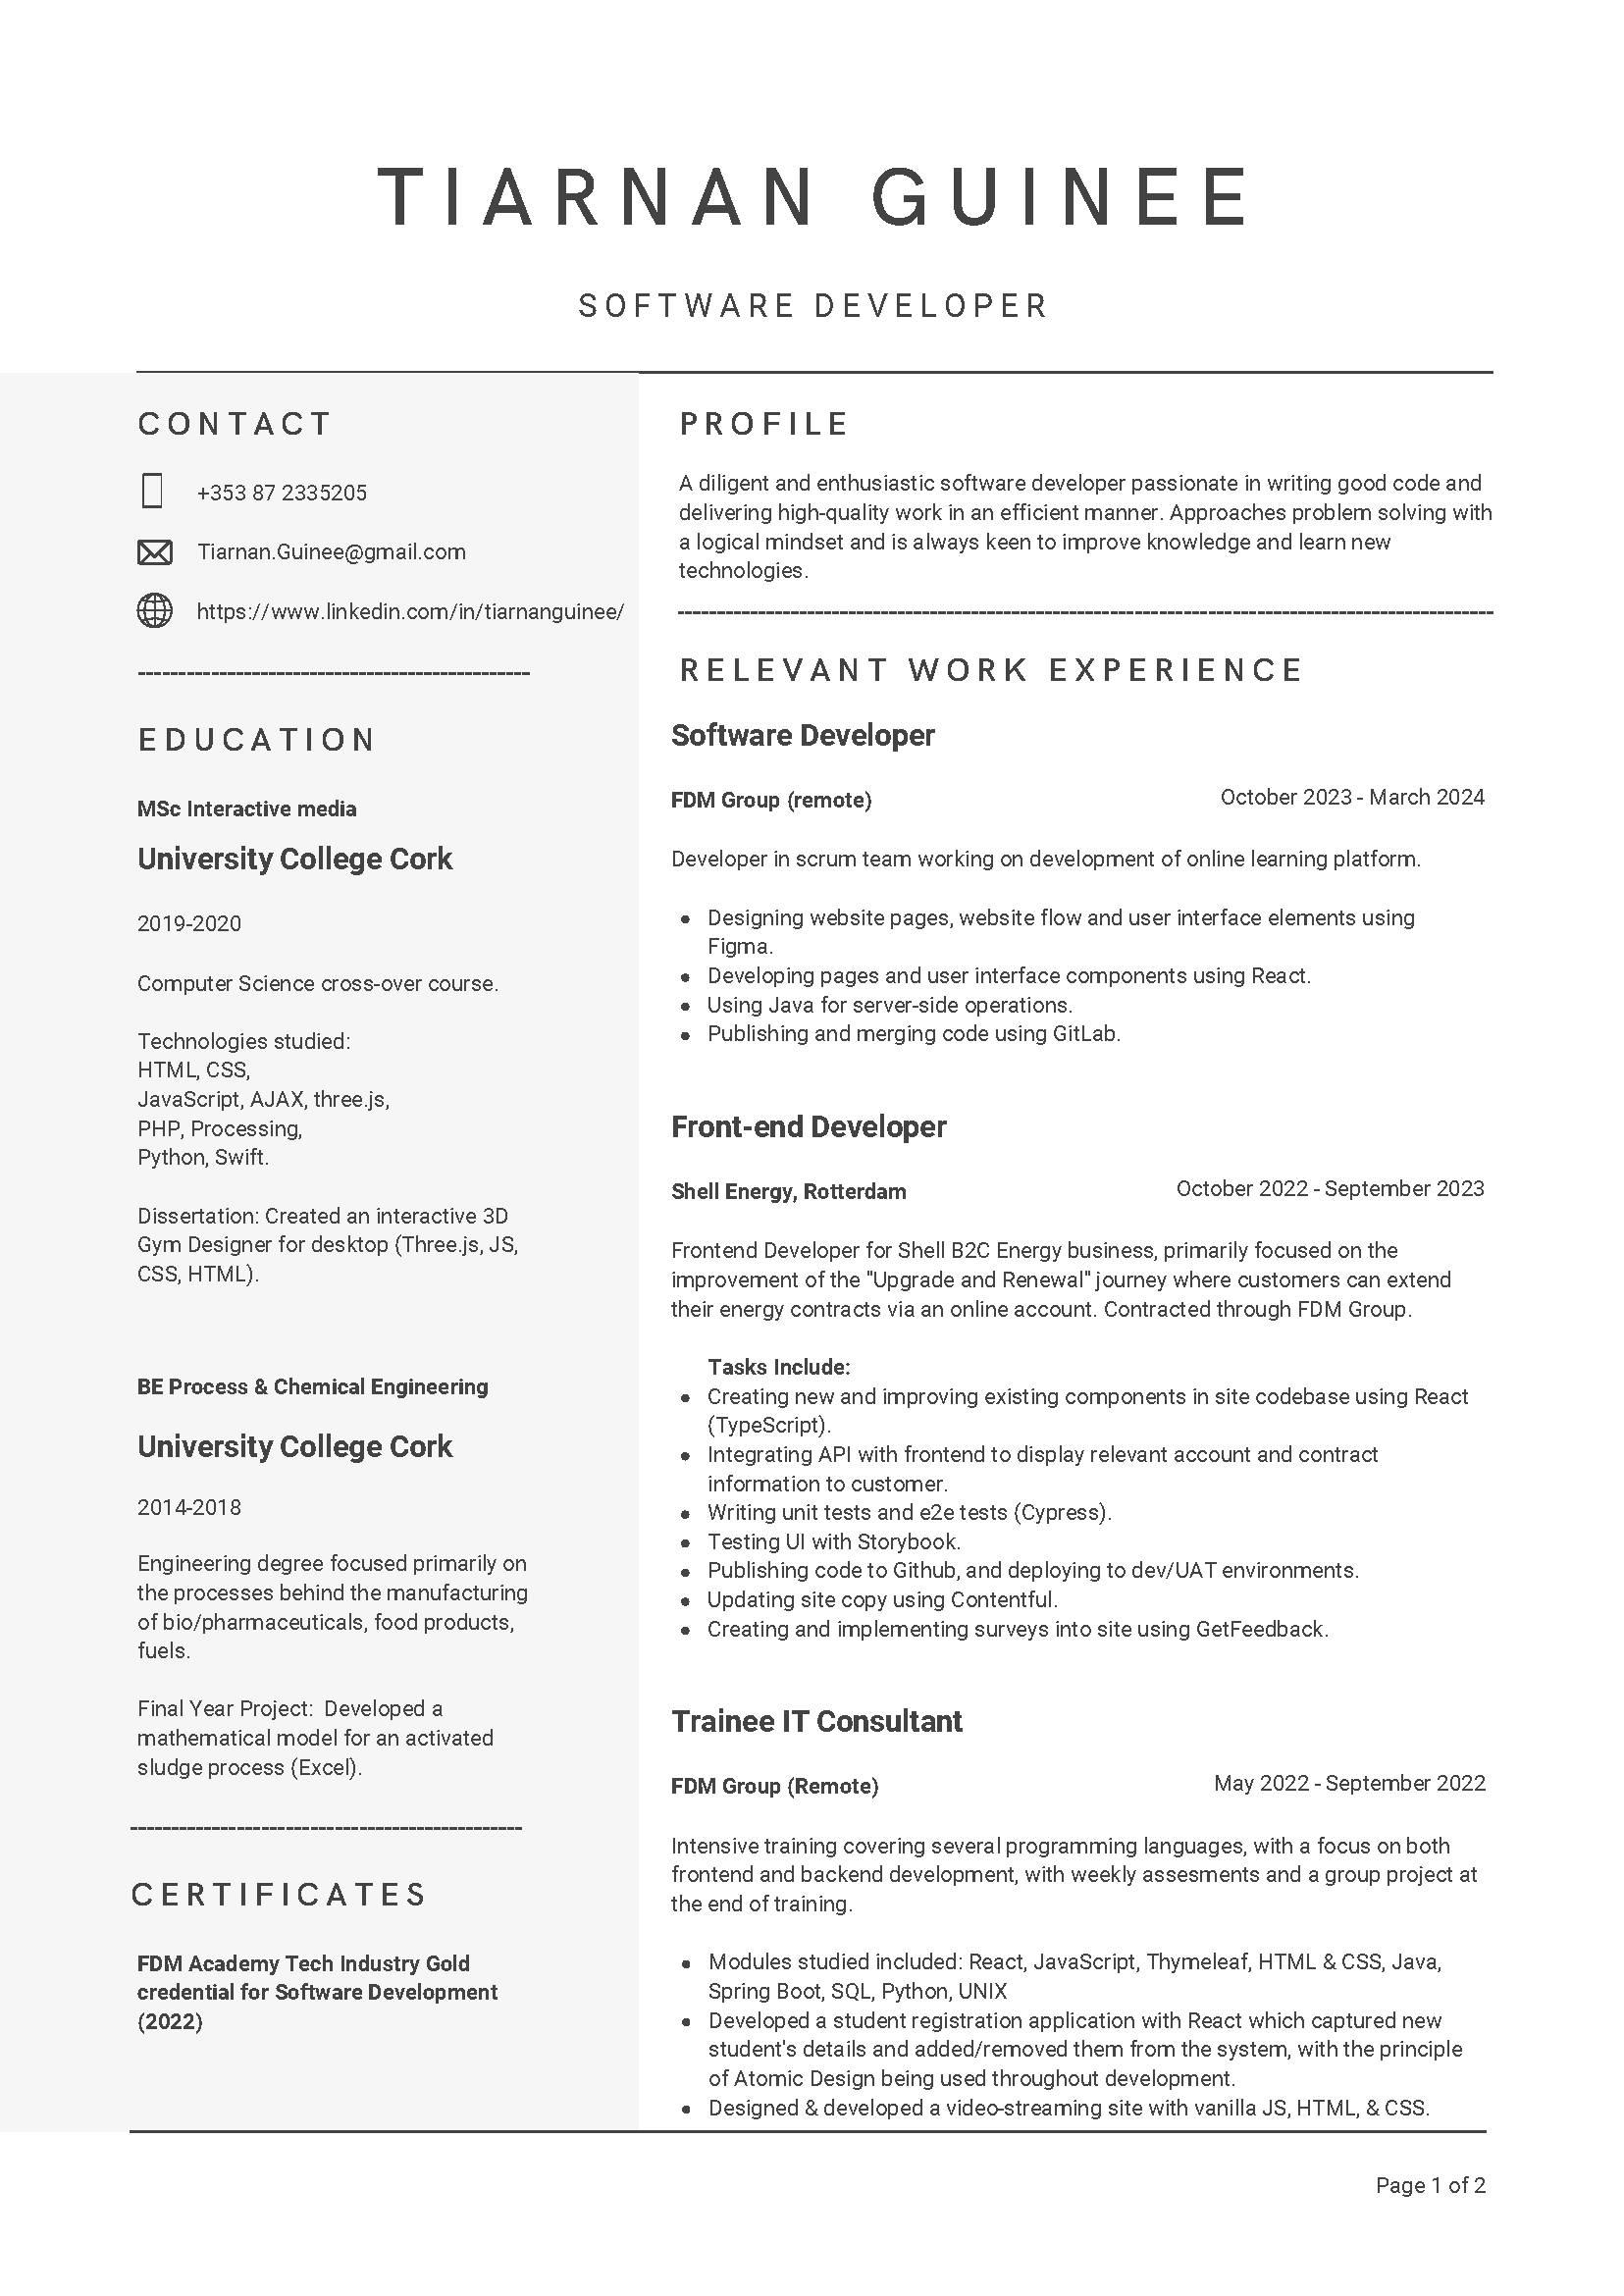 TIARNAN GUINEE
SOFTWARE DEVELOPER
CONTACT
+353 87 2335205
Tiarnan.Guinee@gmail.com
https://www.linkedin.com/in/tiarnanguinee/
EDUCATION
MSc Interactive media
University College Cork
2019-2020
Computer Science cross-over course.
Technologies studied:
HTML, CSS,
JavaScript, AJAX, three.js,
PHP, Processing,
Python, Swift.
Dissertation: Created an interactive 3D
Gym Designer for desktop (Three.js, JS,
CSS, HTML).
BE Process & Chemical Engineering
University College Cork
2014-2018
Engineering degree focused primarily on
the processes behind the manufacturing
of bio/pharmaceuticals, food products,
fuels.
Final Year Project:  Developed a
mathematical model for an activated
sludge process (Excel).
CERTIFICATES
FDM Academy Tech Industry Gold
credential for Software Development
(2022)
PROFILE
A diligent and enthusiastic software developer passionate in writing good code and
delivering high-quality work in an efficient manner. Approaches problem solving with
a logical mindset and is always keen to improve knowledge and learn new
technologies.
RELEVANT WORK EXPERIENCE
Software Developer
FDM Group (remote) October 2023 - March 2024
Developer in scrum team working on development of online learning platform.
● Designing website pages, website flow and user interface elements using
Figma.
● Developing pages and user interface components using React.
● Using Java for server-side operations.
● Publishing and merging code using GitLab.
Front-end Developer
Shell Energy, Rotterdam October 2022 - September 2023
Frontend Developer for Shell B2C Energy business, primarily focused on the
improvement of the "Upgrade and Renewal" journey where customers can extend
their energy contracts via an online account. Contracted through FDM Group.
Tasks Include:
● Creating new and improving existing components in site codebase using React
(TypeScript).
● Integrating API with frontend to display relevant account and contract
information to customer.
● Writing unit tests and e2e tests (Cypress).
● Testing UI with Storybook.
● Publishing code to Github, and deploying to dev/UAT environments.
● Updating site copy using Contentful.
● Creating and implementing surveys into site using GetFeedback.
Trainee IT Consultant
FDM Group (Remote) May 2022 - September 2022
Intensive training covering several programming languages, with a focus on both
frontend and backend development, with weekly assesments and a group project at
the end of training.
● Modules studied included: React, JavaScript, Thymeleaf, HTML & CSS, Java,
Spring Boot, SQL, Python, UNIX
● Developed a student registration application with React which captured new
student's details and added/removed them from the system, with the principle
of Atomic Design being used throughout development.
● Designed & developed a video-streaming site with vanilla JS, HTML, & CSS.
Page 1 of 2